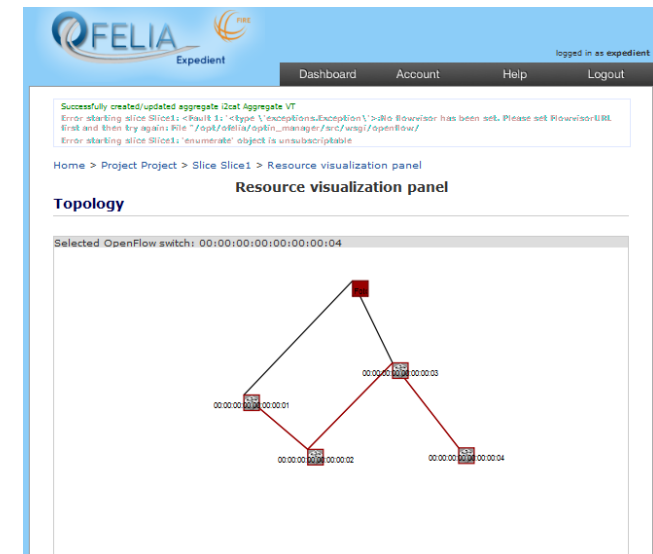 OFELIA
FIRE
Expedient
logged in as expedient
Dashboard Account Help Logout
Successfully created/updated aggregate i2cat Aggregate VT
Error starting slice Slice1: <Fault 1: '<type \'exceptions.Exception\'>:No flowvisor has been set. Please set FlowvisorURL
first and then try again: File "/opt/ofelia/optin_manager/src/wsgi/openflow/
Error starting slice Slice1: 'enumerate' object is unsubscriptable
Home > Project Project > Slice Slice1 > Resource visualization panel
Resource visualization panel
Topology
Selected OpenFlow switch: 00:00:00:00:00:00:00:04
00:00:00:00:00:00:00:03
00:00:00:00:00:00:00:01
00:00:00:00:00:00:00:02
00:00:00:00:00:00:00:04